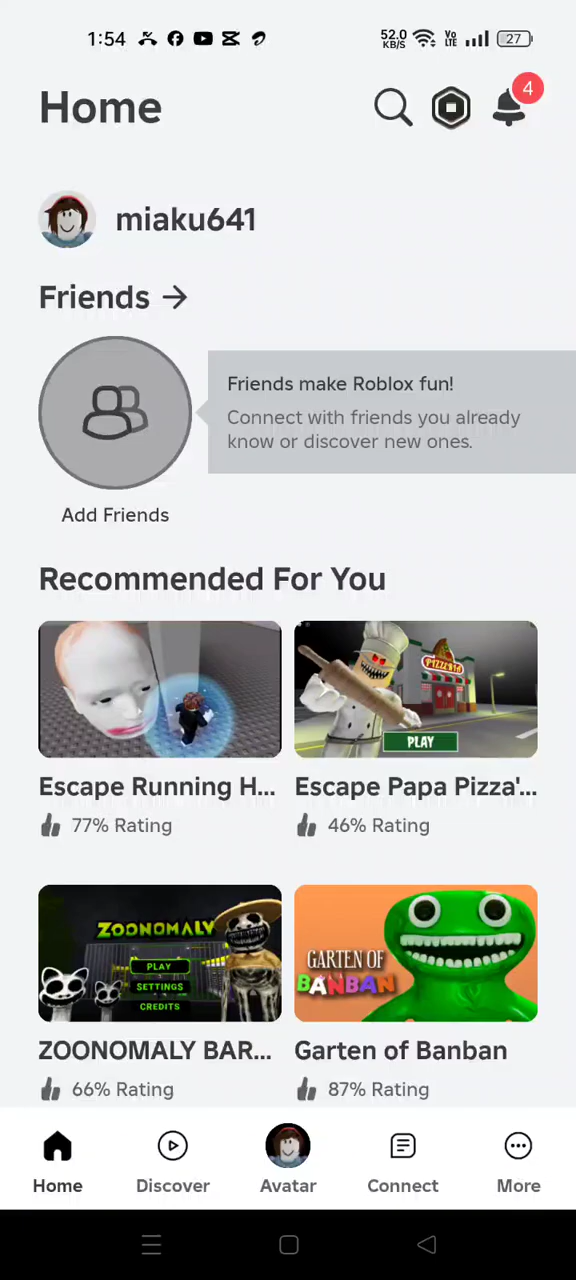 1:54
52.0
KB/S
Vo
LTE
27
Home
4
miaku641
Friends →
Friends make Roblox fun!
Connect with friends you already
know or discover new ones.
Add Friends
Recommended For You
PIZZERIA
PLAY
Escape Running H...
Escape Papa Pizza'...
77% Rating
46% Rating
ZOONOMALY
PLAY
SETTINGS
CREDITS
GARTEN OF
BANBAN
ZOONOMALY BAR...
Garten of Banban
66% Rating
87% Rating
Home
Discover
Avatar
Connect
More